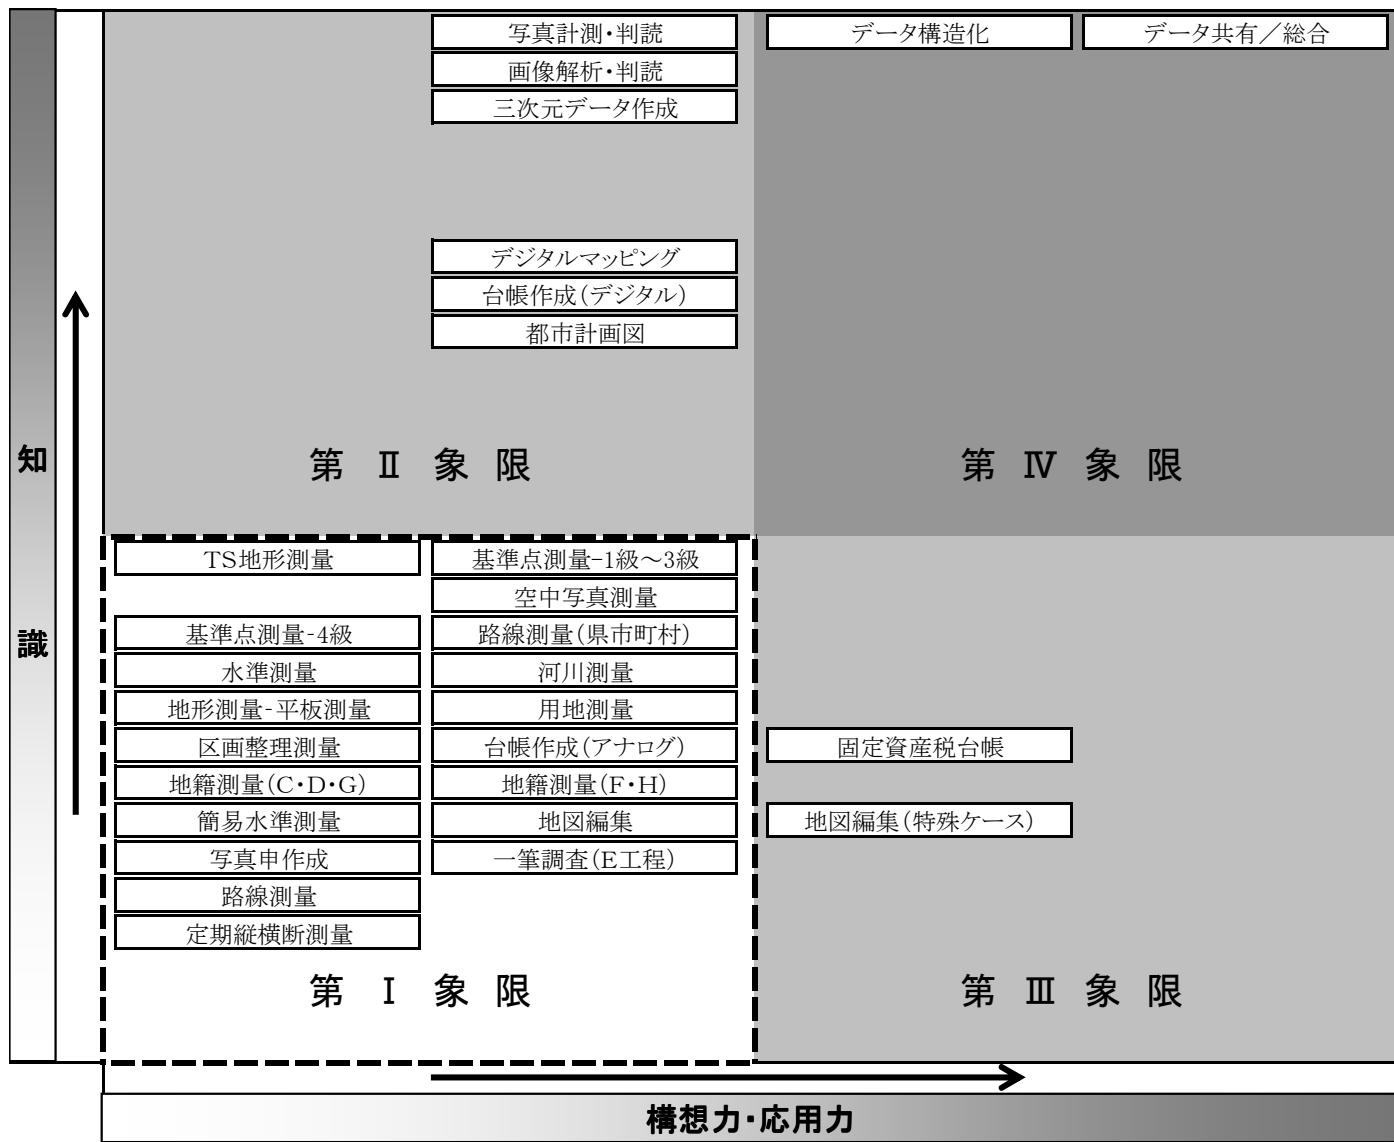 写真計測・判読
データ構造化
データ共有／総合
画像解析・判読
三次元データ作成
デジタルマッピング
台帳作成（デジタル）
都市計画図
知
識
第 Ⅱ 象 限
第 Ⅳ 象 限
TS地形測量
基準点測量−1級～3級
空中写真測量
基準点測量-4級
路線測量（県市町村）
水準測量
河川測量
地形測量-平板測量
用地測量
区画整理測量
台帳作成（アナログ）
固定資産税台帳
地籍測量（C・D・G）
地籍測量（F・H）
簡易水準測量
地図編集
地図編集（特殊ケース）
写真申作成
一筆調査（E工程）
路線測量
定期縦横断測量
第 Ⅰ 象 限
第 Ⅲ 象 限
構想力・応用力